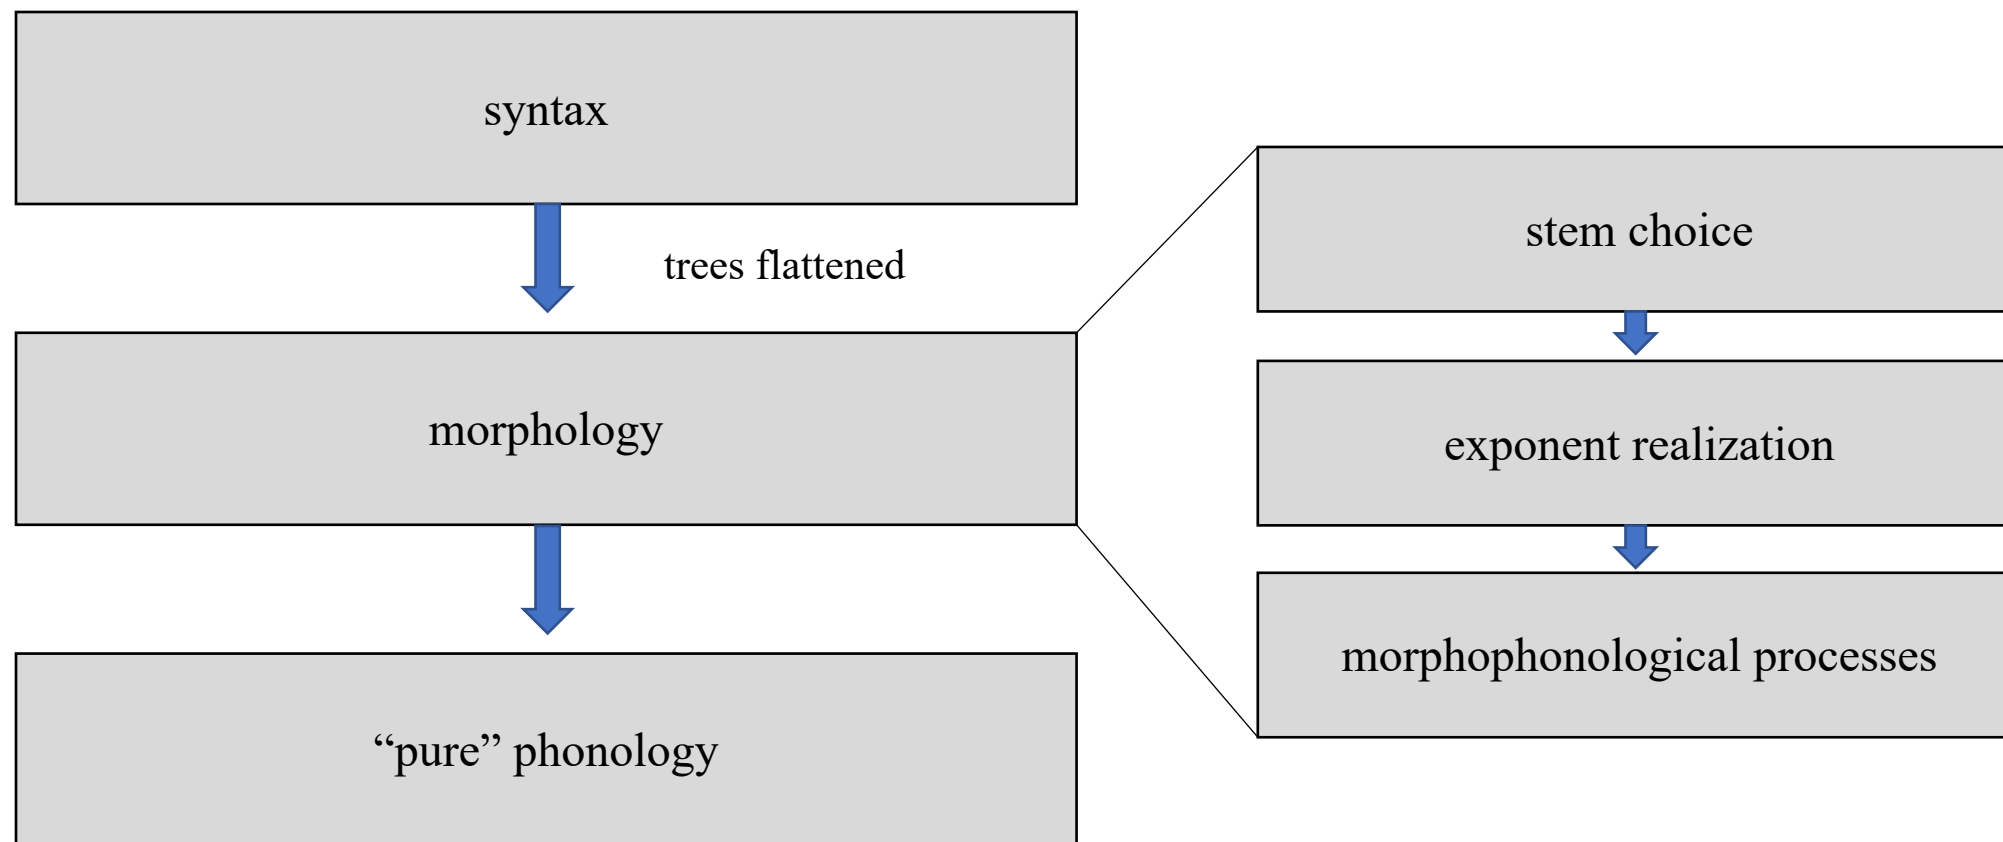 syntax
trees flattened
morphology
“pure” phonology
stem choice
exponent realization
morphophonological processes